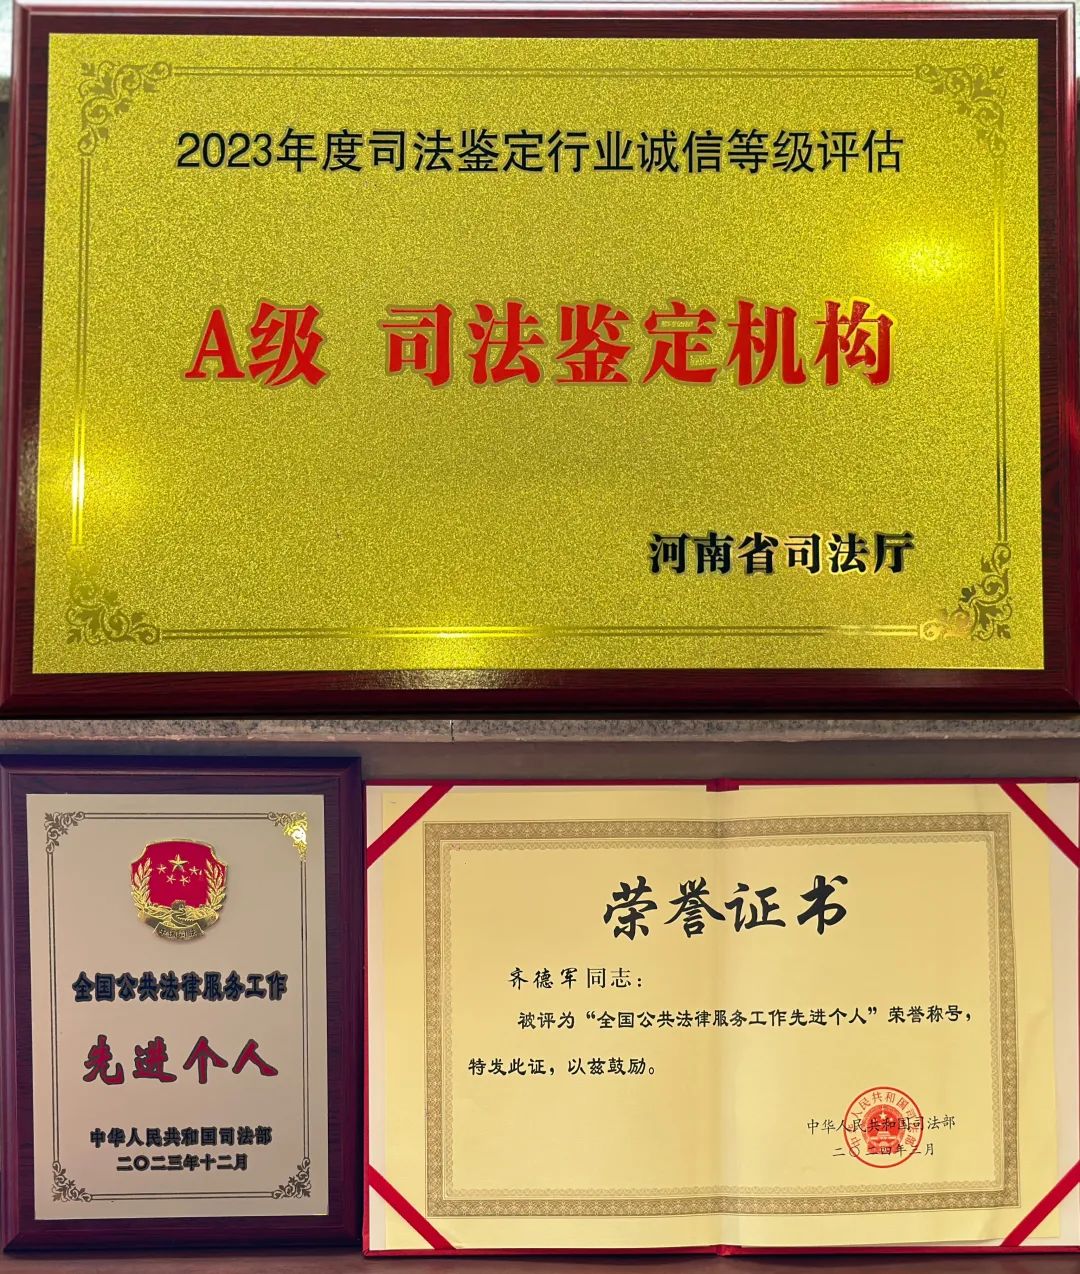 2023年度司法鉴定行业诚信等级评估
A级 司法鉴定机构
河南省司法厅
全国公共法律服务工作
先进个人
中华人民共和国司法部
二〇二三年十二月
荣誉证书
齐德军同志：
被评为“全国公共法律服务工作先进个人”荣誉称号，
特发此证，以兹鼓励。
中华人民共和国司法部
二〇二四年二月